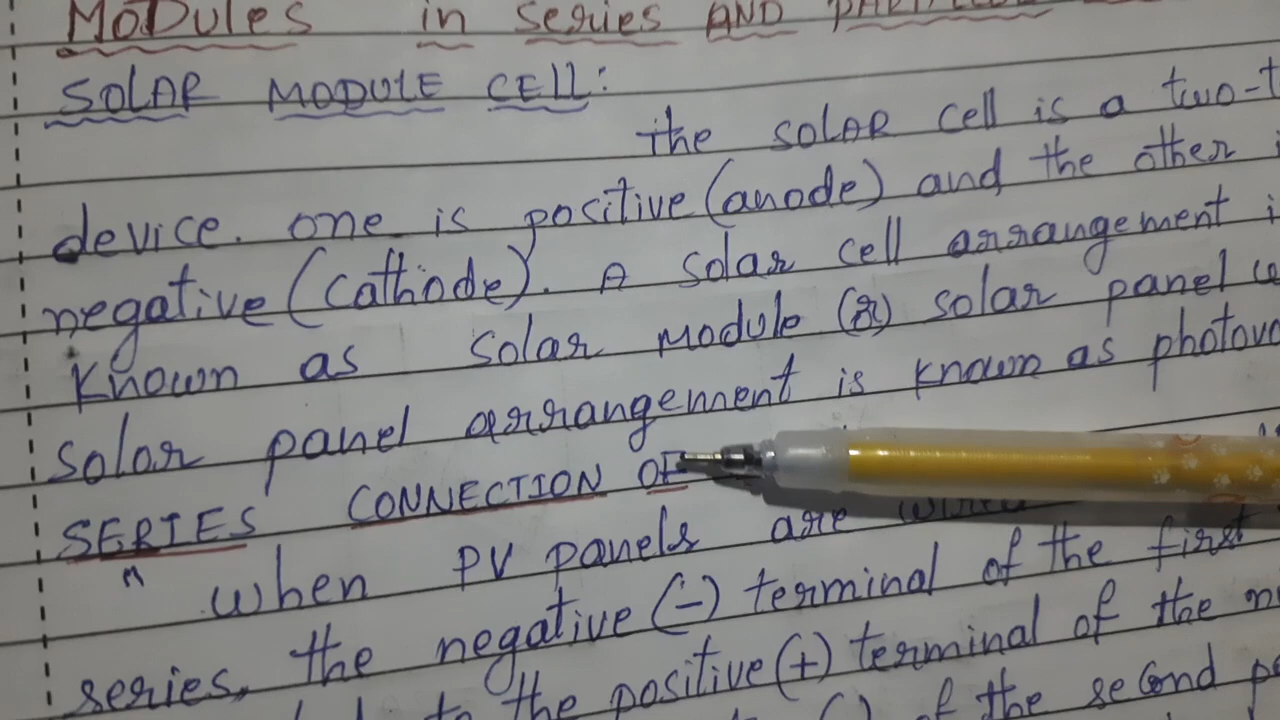 MODULES in series AND
SOLAR MODULE CELL:
the SOLAR cell is a two-t
device. one is positive (anode) and the other
negative (cathode). A solar cell arrangement i
known as solar module (or) solar panel
solar panel arrangement is known as photovo
SERIES CONNECTION OF
when PV panels are wired
series, the negative (-) terminal of the first
to the positive (+) terminal of the n
(-) of the second p